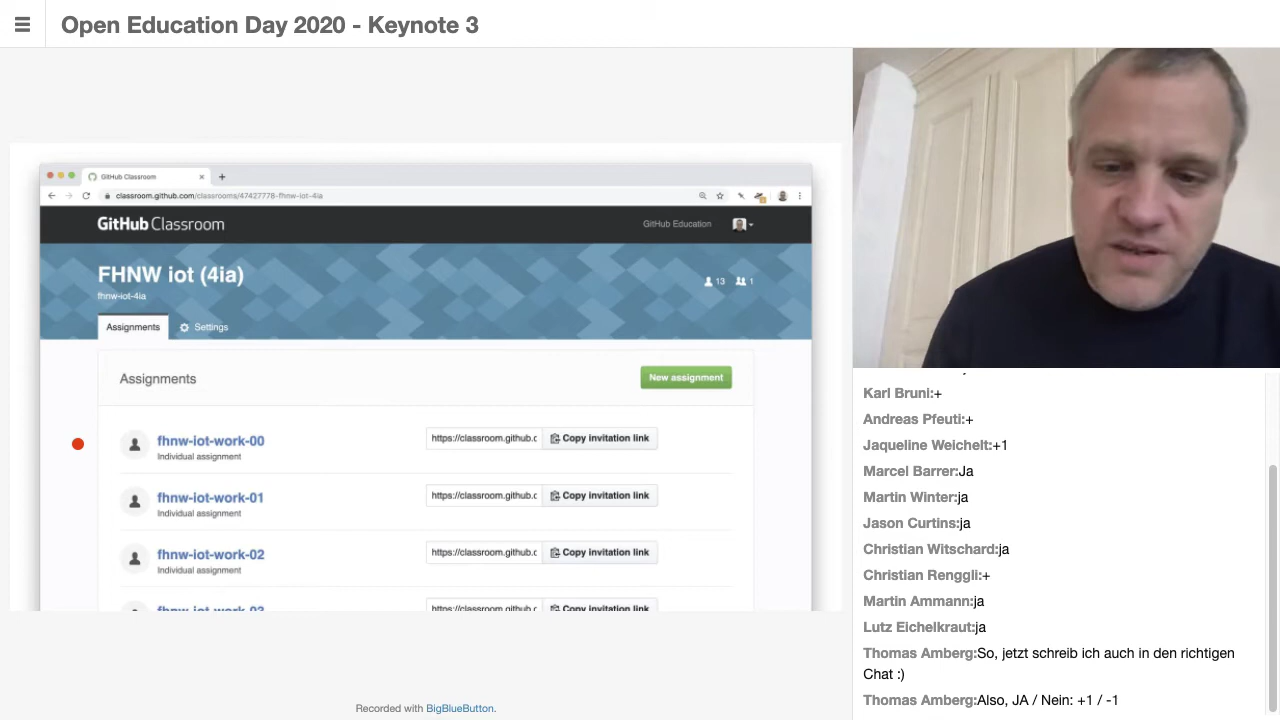 Open Education Day 2020 - Keynote 3
GitHub Classroom
classroom.github.com/classrooms/47427778-fhnw-iot-4ia
GitHub Classroom
GitHub Education
FHNW iot (4ia)
fhnw-iot-4ia
13
1
Assignments
Settings
Assignments
New assignment
fhnw-iot-work-00
Individual assignment
https://classroom.github.c
Copy invitation link
fhnw-iot-work-01
Individual assignment
https://classroom.github.c
Copy invitation link
fhnw-iot-work-02
Individual assignment
https://classroom.github.c
Copy invitation link
fhnw-iot-work-03
https://classroom.github.c
Copy invitation link
Karl Bruni:+
Andreas Pfeuti:+
Jaqueline Weichelt:+1
Marcel Barrer:Ja
Martin Winter:ja
Jason Curtins:ja
Christian Witschard:ja
Christian Renggli:+
Martin Ammann:ja
Lutz Eichelkraut:ja
Thomas Amberg:So, jetzt schreib ich auch in den richtigen
Chat :)
Thomas Amberg:Also, JA / Nein: +1 / -1
Recorded with BigBlueButton.